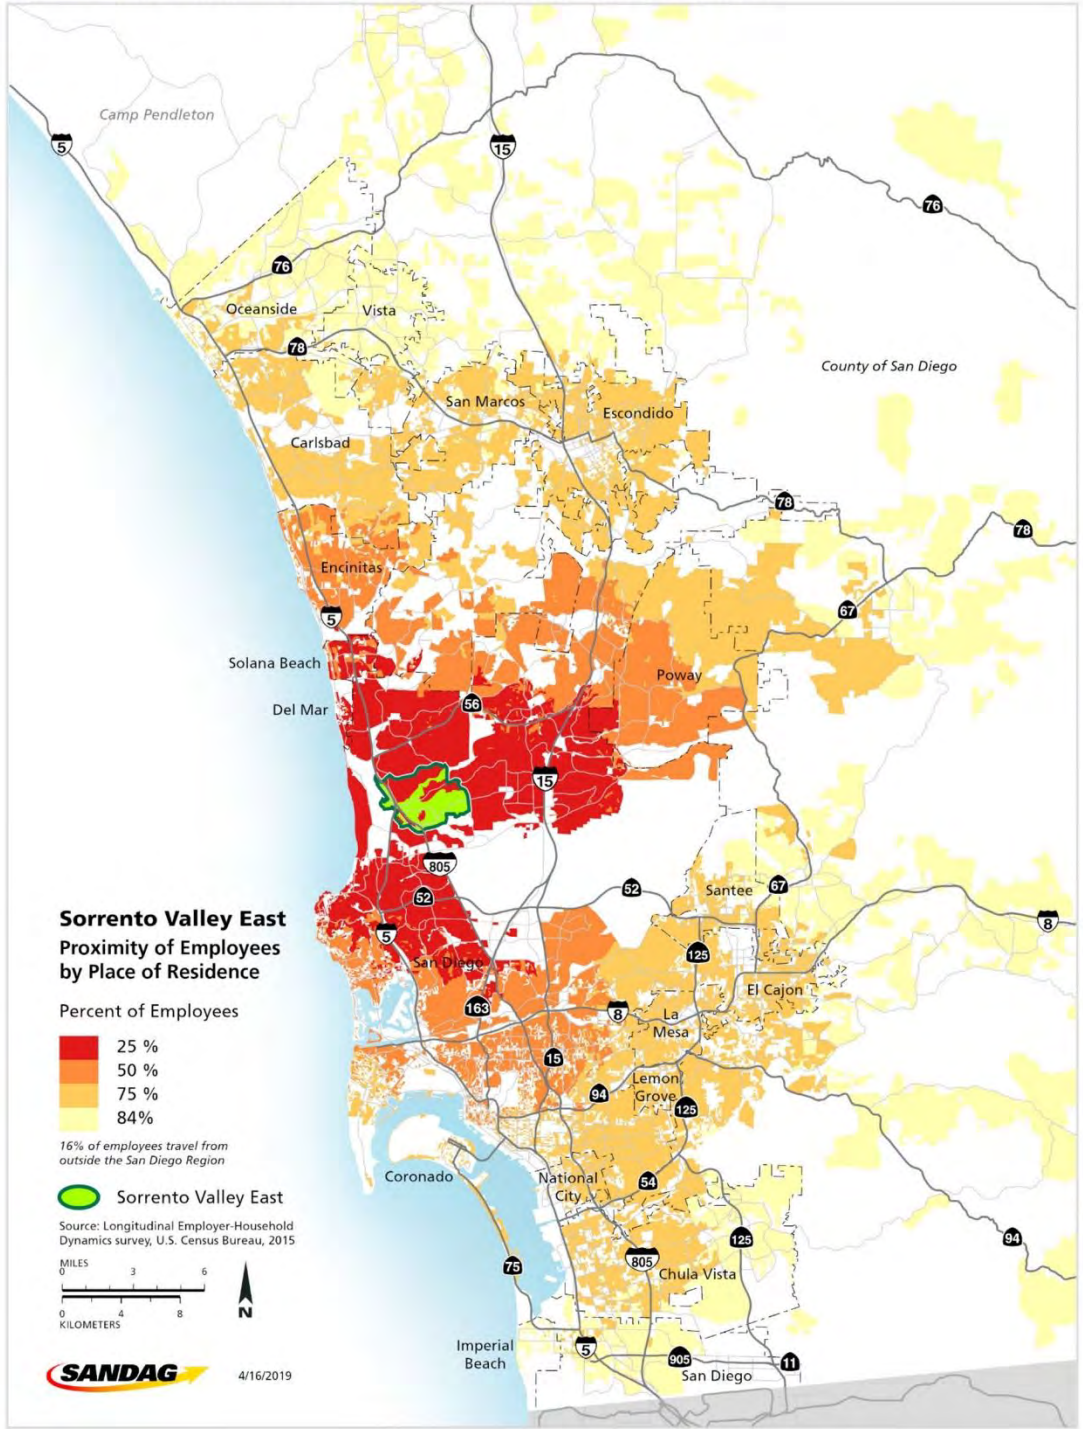 Camp Pendleton
5
15
76
76
Oceanside
Vista
78
County of San Diego
San Marcos
Escondido
Carlsbad
78
78
Encinitas
67
5
Solana Beach
Poway
56
Del Mar
15
805
52
52
Santee
67
5
8
San Diego
125
El Cajon
163
8
La
Mesa
15
Lemon
Grove
94
125
Coronado
National
City
54
125
94
75
805
Chula Vista
Imperial
Beach
5
905
11
San Diego
Sorrento Valley East
Proximity of Employees
by Place of Residence
Percent of Employees
25 %
50 %
75 %
84%
16% of employees travel from
outside the San Diego Region
Sorrento Valley East
Source: Longitudinal Employer-Household
Dynamics survey, U.S. Census Bureau, 2015
MILES
0 3 6
0 4 8
KILOMETERS
N
SANDAG
4/16/2019